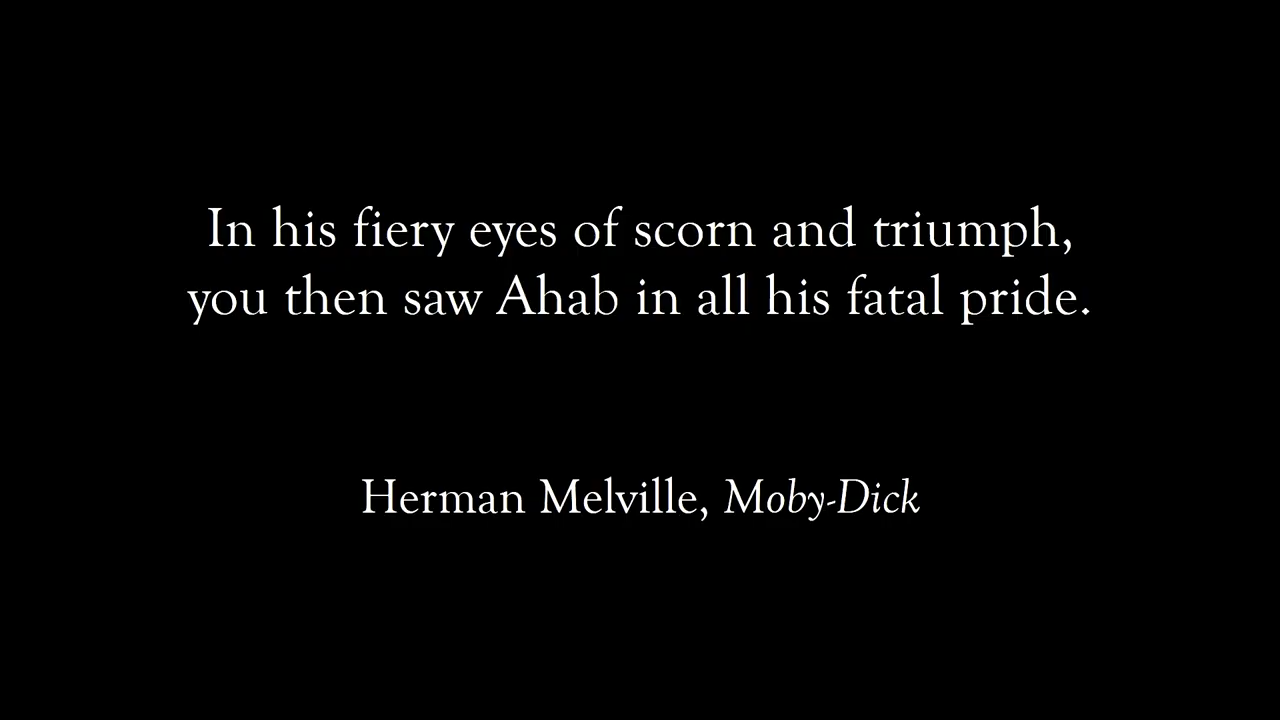 In his fiery eyes of scorn and triumph,
you then saw Ahab in all his fatal pride.
Herman Melville, Moby-Dick